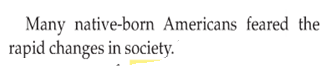 Many native-born Americans feared the
rapid changes in society.